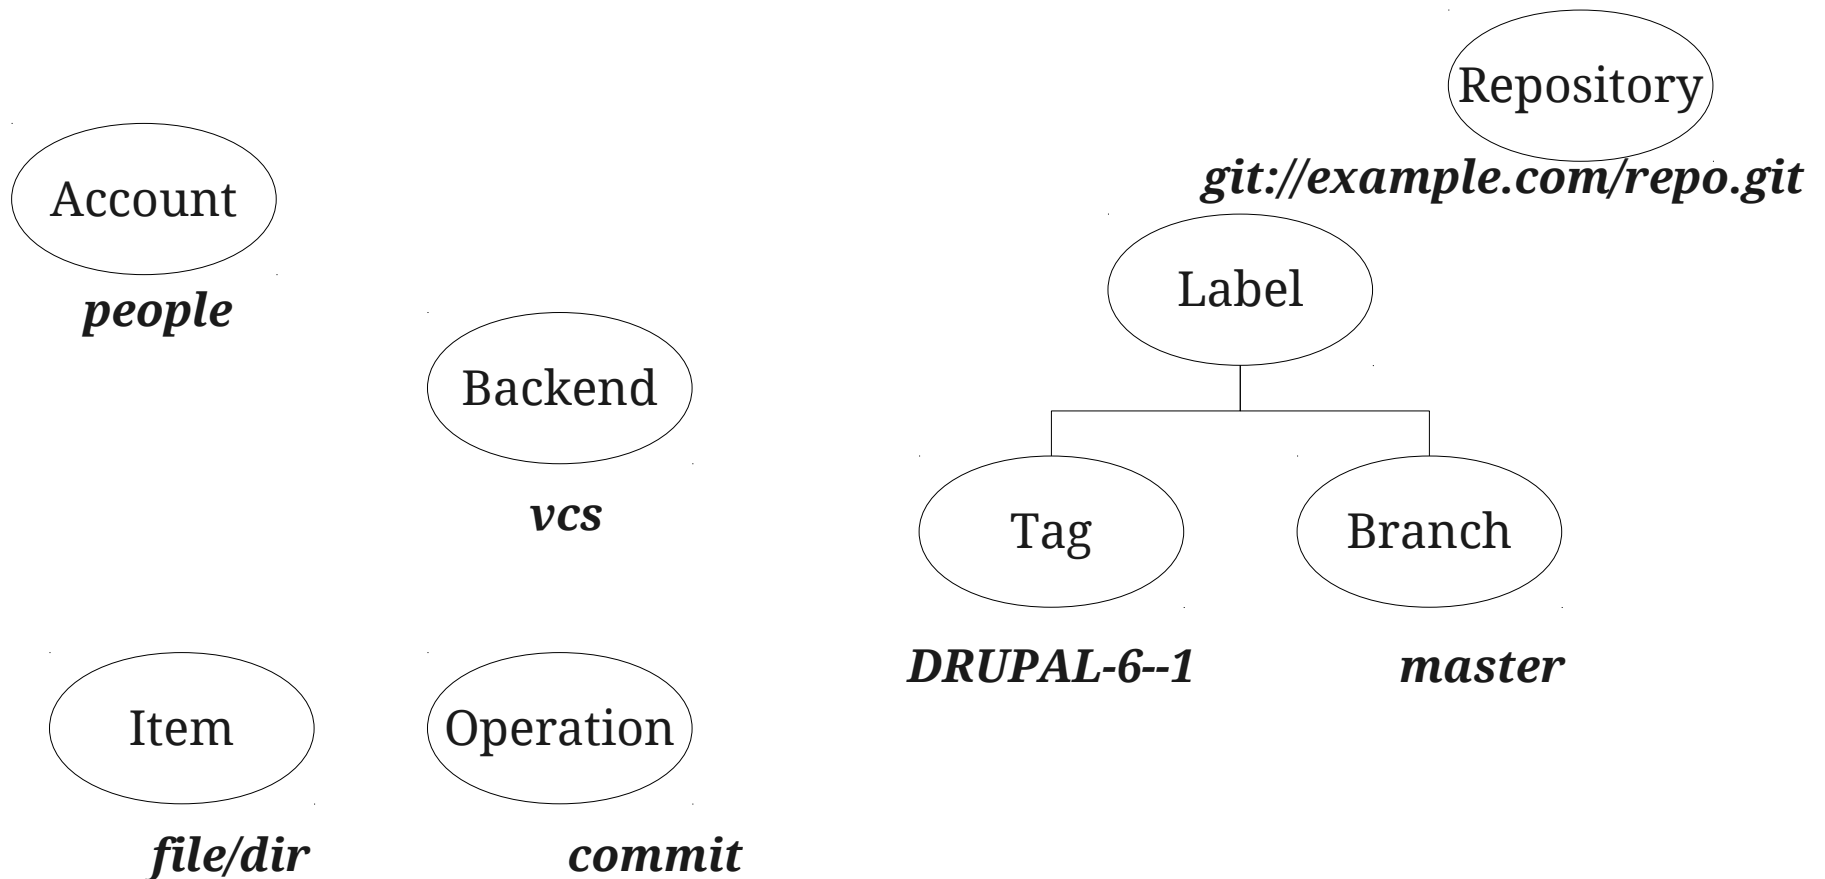 Repository
git://example.com/repo.git
Account
people
Label
Backend
vcs
Tag
Branch
DRUPAL-6--1
master
Item
Operation
file/dir
commit